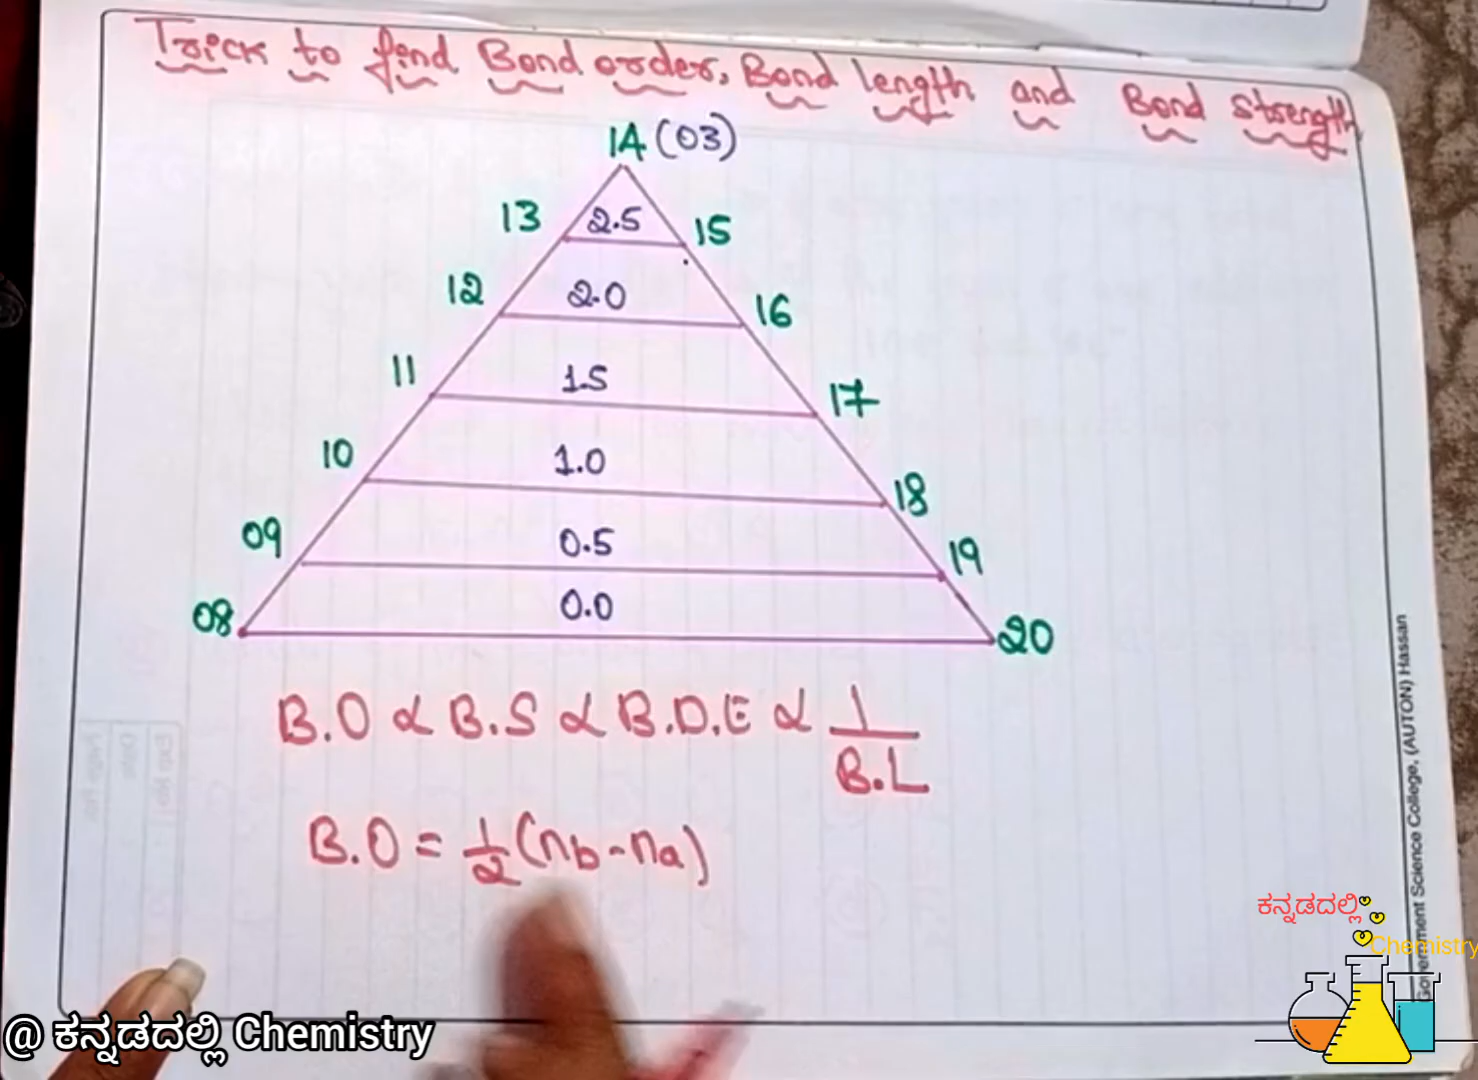 Trick to find Bond order, Bond length and Bond strength
14 (03)
13 2.5 15
12 2.0 16
11 1.5 17
10 1.0 18
09 0.5 19
08 0.0 20
B.O α B.S α B.D.E α 1/B.L
B.O = 1/2 (nb - na)
Government Science College, (AUTON) Hassan
ಕನ್ನಡದಲ್ಲಿ
Chemistry
@ ಕನ್ನಡದಲ್ಲಿ Chemistry